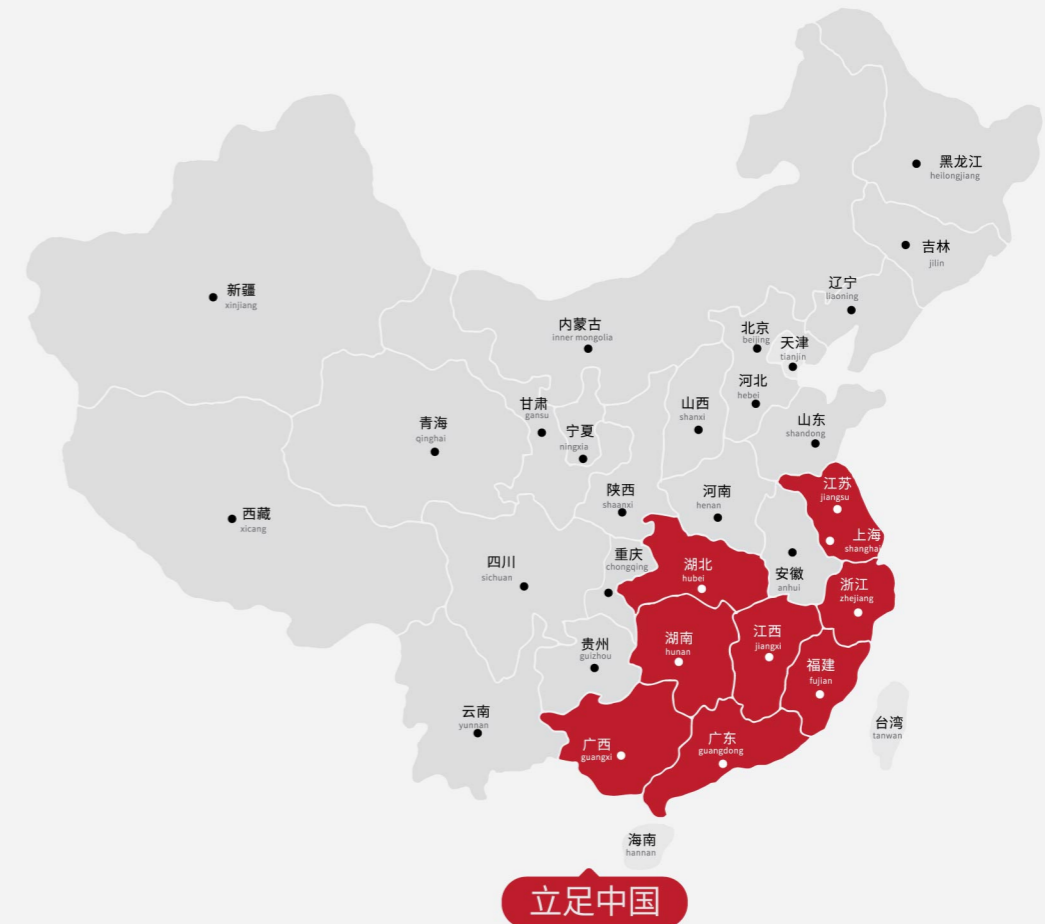 黑龙江
heilongjiang
吉林
jilin
辽宁
liaoning
新疆
xinjiang
内蒙古
inner mongolia
北京
beijing
天津
tianjin
河北
hebei
山西
shanxi
甘肃
gansu
青海
qinghai
宁夏
ningxia
山东
shandong
陕西
shaanxi
河南
henan
江苏
jiangsu
西藏
xicang
上海
shanghai
四川
sichuan
重庆
chongqing
湖北
hubei
安徽
anhui
浙江
zhejiang
贵州
guizhou
湖南
hunan
江西
jiangxi
福建
fujian
云南
yunnan
广西
guangxi
广东
guangdong
台湾
tanwan
海南
hannan
立足中国